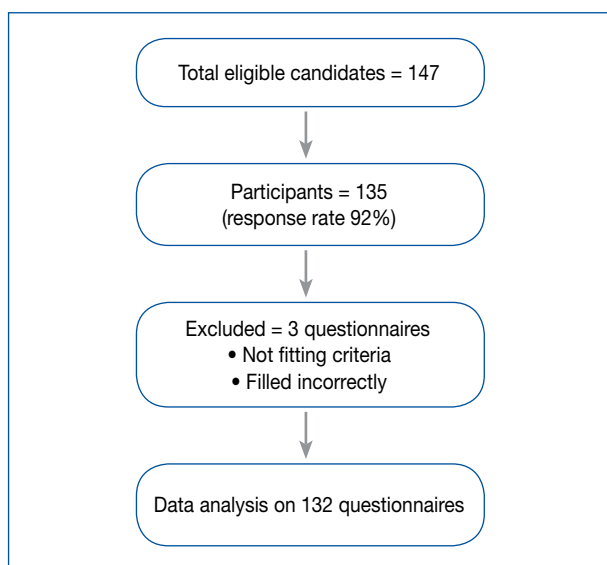 Total eligible candidates = 147
Participants = 135
(response rate 92%)
Excluded = 3 questionnaires
• Not fitting criteria
• Filled incorrectly
Data analysis on 132 questionnaires